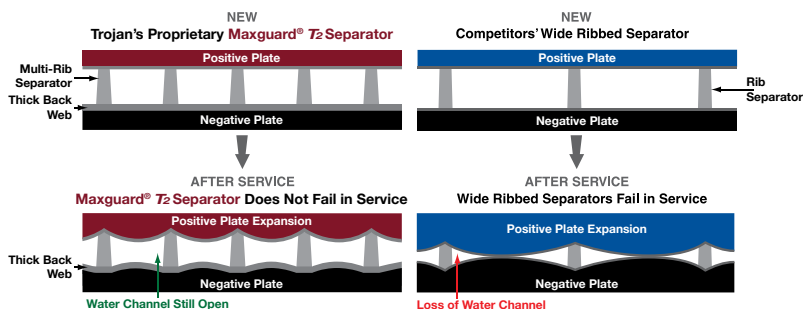 NEW
Trojan's Proprietary Maxguard® T2 Separator
Positive Plate
Multi-Rib
Separator
Thick Back
Web
Negative Plate
NEW
Competitors' Wide Ribbed Separator
Positive Plate
Rib
Separator
Negative Plate
AFTER SERVICE
Maxguard® T2 Separator Does Not Fail in Service
Positive Plate Expansion
Thick Back
Web
Negative Plate
Water Channel Still Open
AFTER SERVICE
Wide Ribbed Separators Fail in Service
Positive Plate Expansion
Negative Plate
Loss of Water Channel